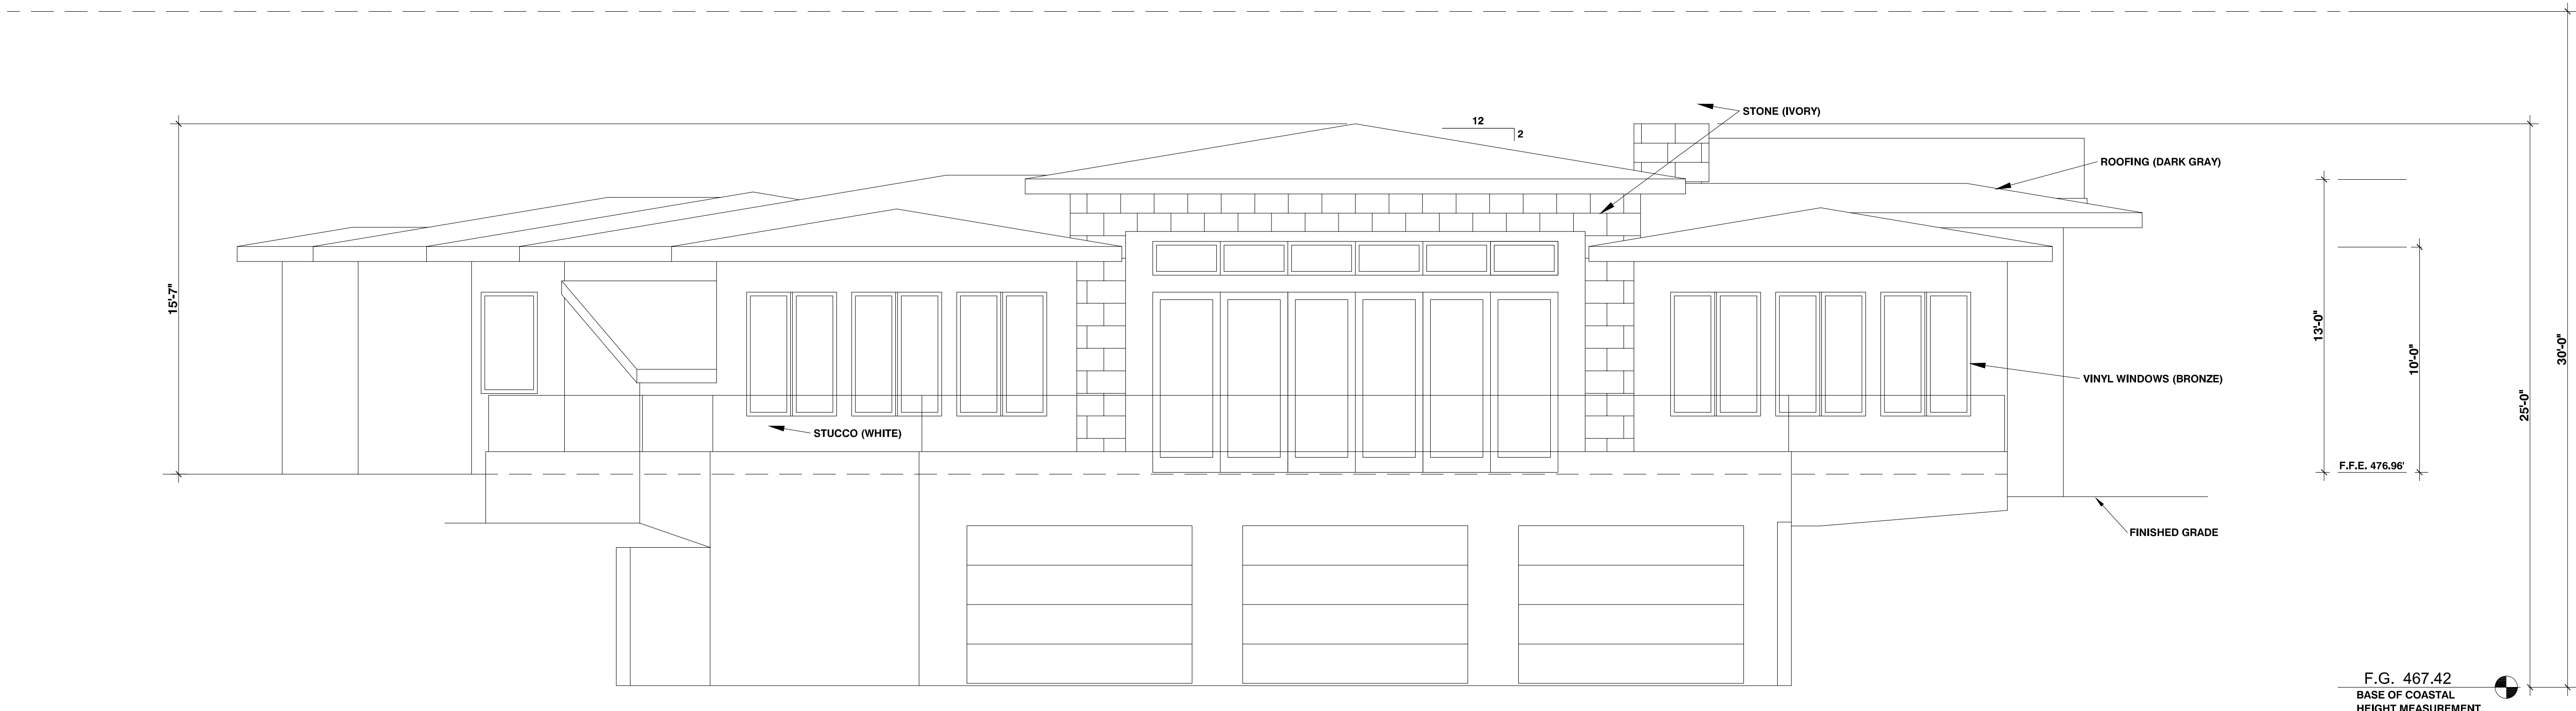 STONE (IVORY)
12
2
ROOFING (DARK GRAY)
15'-7"
13'-0"
10'-0"
30'-0"
25'-0"
VINYL WINDOWS (BRONZE)
STUCCO (WHITE)
F.F.E. 476.96'
FINISHED GRADE
F.G. 467.42
BASE OF COASTAL
HEIGHT MEASUREMENT